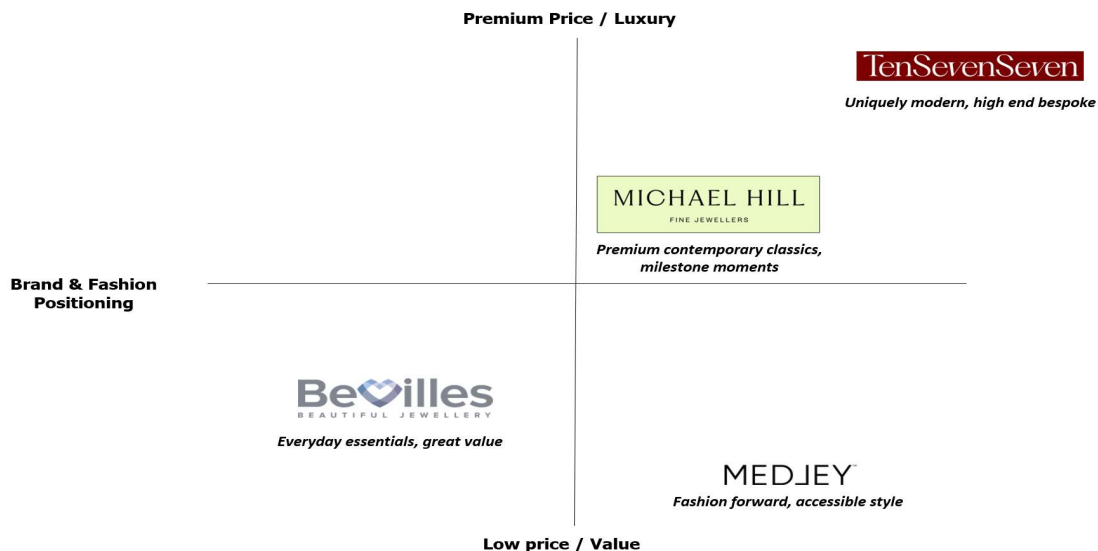 Premium Price / Luxury
TenSevenSeven
Uniquely modern, high end bespoke
MICHAEL HILL
FINE JEWELLERS
Premium contemporary classics,
milestone moments
Brand & Fashion
Positioning
Bevilles
BEAUTIFUL JEWELLERY
Everyday essentials, great value
MEDLEY™
Fashion forward, accessible style
Low price / Value